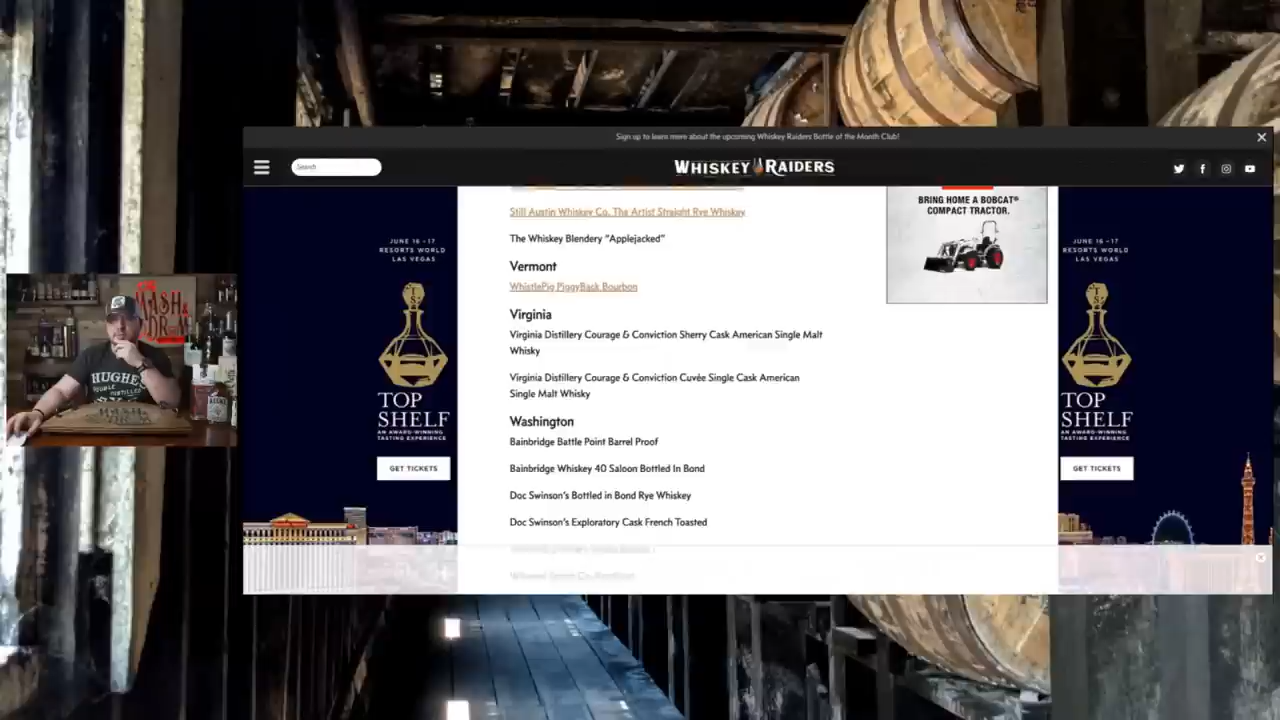 Sign up to learn more about the upcoming Whiskey Raiders Bottle of the Month Club!
Search
WHISKEY RAIDERS
Still Austin Whiskey Co. The Artist Straight Rye Whiskey
The Whiskey Blendery “Applejacked”
Vermont
WhistlePig PiggyBack Bourbon
Virginia
Virginia Distillery Courage & Conviction Sherry Cask American Single Malt
Whisky
Virginia Distillery Courage & Conviction Cuvée Single Cask American
Single Malt Whisky
Washington
Bainbridge Battle Point Barrel Proof
Bainbridge Whiskey 40 Saloon Bottled In Bond
Doc Swinson’s Bottled in Bond Rye Whiskey
Doc Swinson’s Exploratory Cask French Toasted
BRING HOME A BOBCAT®
COMPACT TRACTOR.
JUNE 16 - 17
RESORTS WORLD
LAS VEGAS
TS
TOP
SHELF
AN AWARD-WINNING
TASTING EXPERIENCE
GET TICKETS
JUNE 16 - 17
RESORTS WORLD
LAS VEGAS
TS
TOP
SHELF
AN AWARD-WINNING
TASTING EXPERIENCE
GET TICKETS
MASH &
DRUM
HUGHES